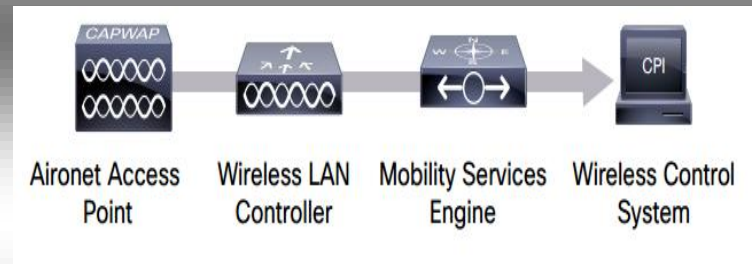 CAPWAP
W N E S
CPI
Aironet Access Point
Wireless LAN Controller
Mobility Services Engine
Wireless Control System